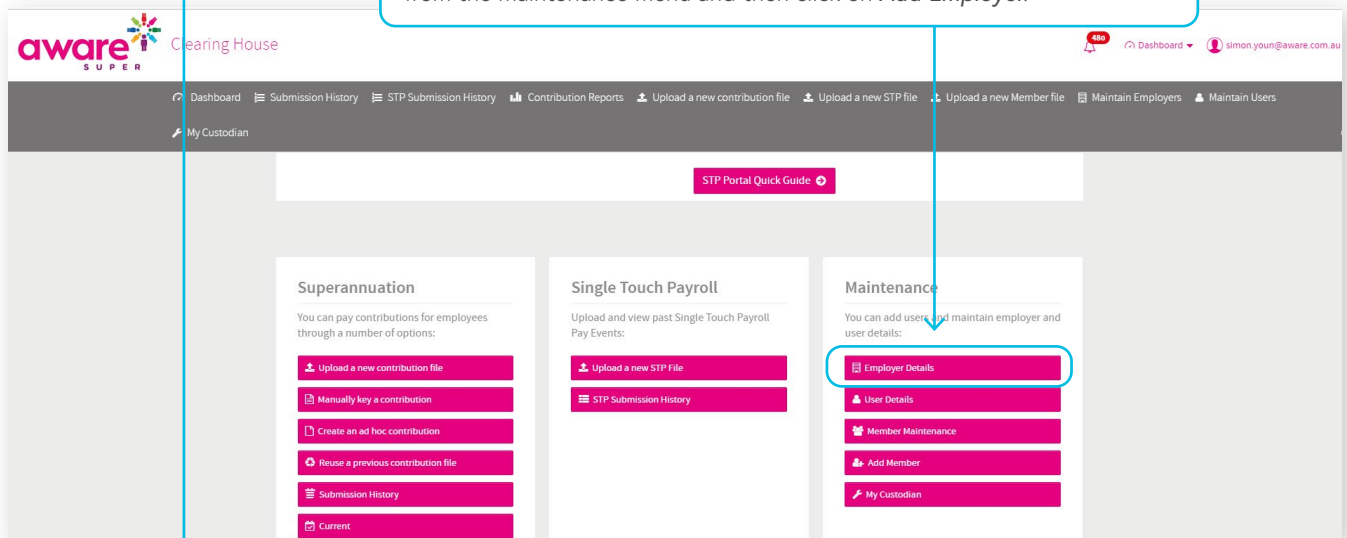 from the maintenance menu and then click on Add Employer.
aware
SUPER
Clearing House
480
Dashboard
simon.youn@aware.com.au
Dashboard Submission History STP Submission History Contribution Reports Upload a new contribution file Upload a new STP file Upload a new Member file Maintain Employers Maintain Users
My Custodian
STP Portal Quick Guide
Superannuation
You can pay contributions for employees
through a number of options:
Upload a new contribution file
Manually key a contribution
Create an ad hoc contribution
Reuse a previous contribution file
Submission History
Current
Single Touch Payroll
Upload and view past Single Touch Payroll
Pay Events:
Upload a new STP File
STP Submission History
Maintenance
You can add users and maintain employer and
user details:
Employer Details
User Details
Member Maintenance
Add Member
My Custodian